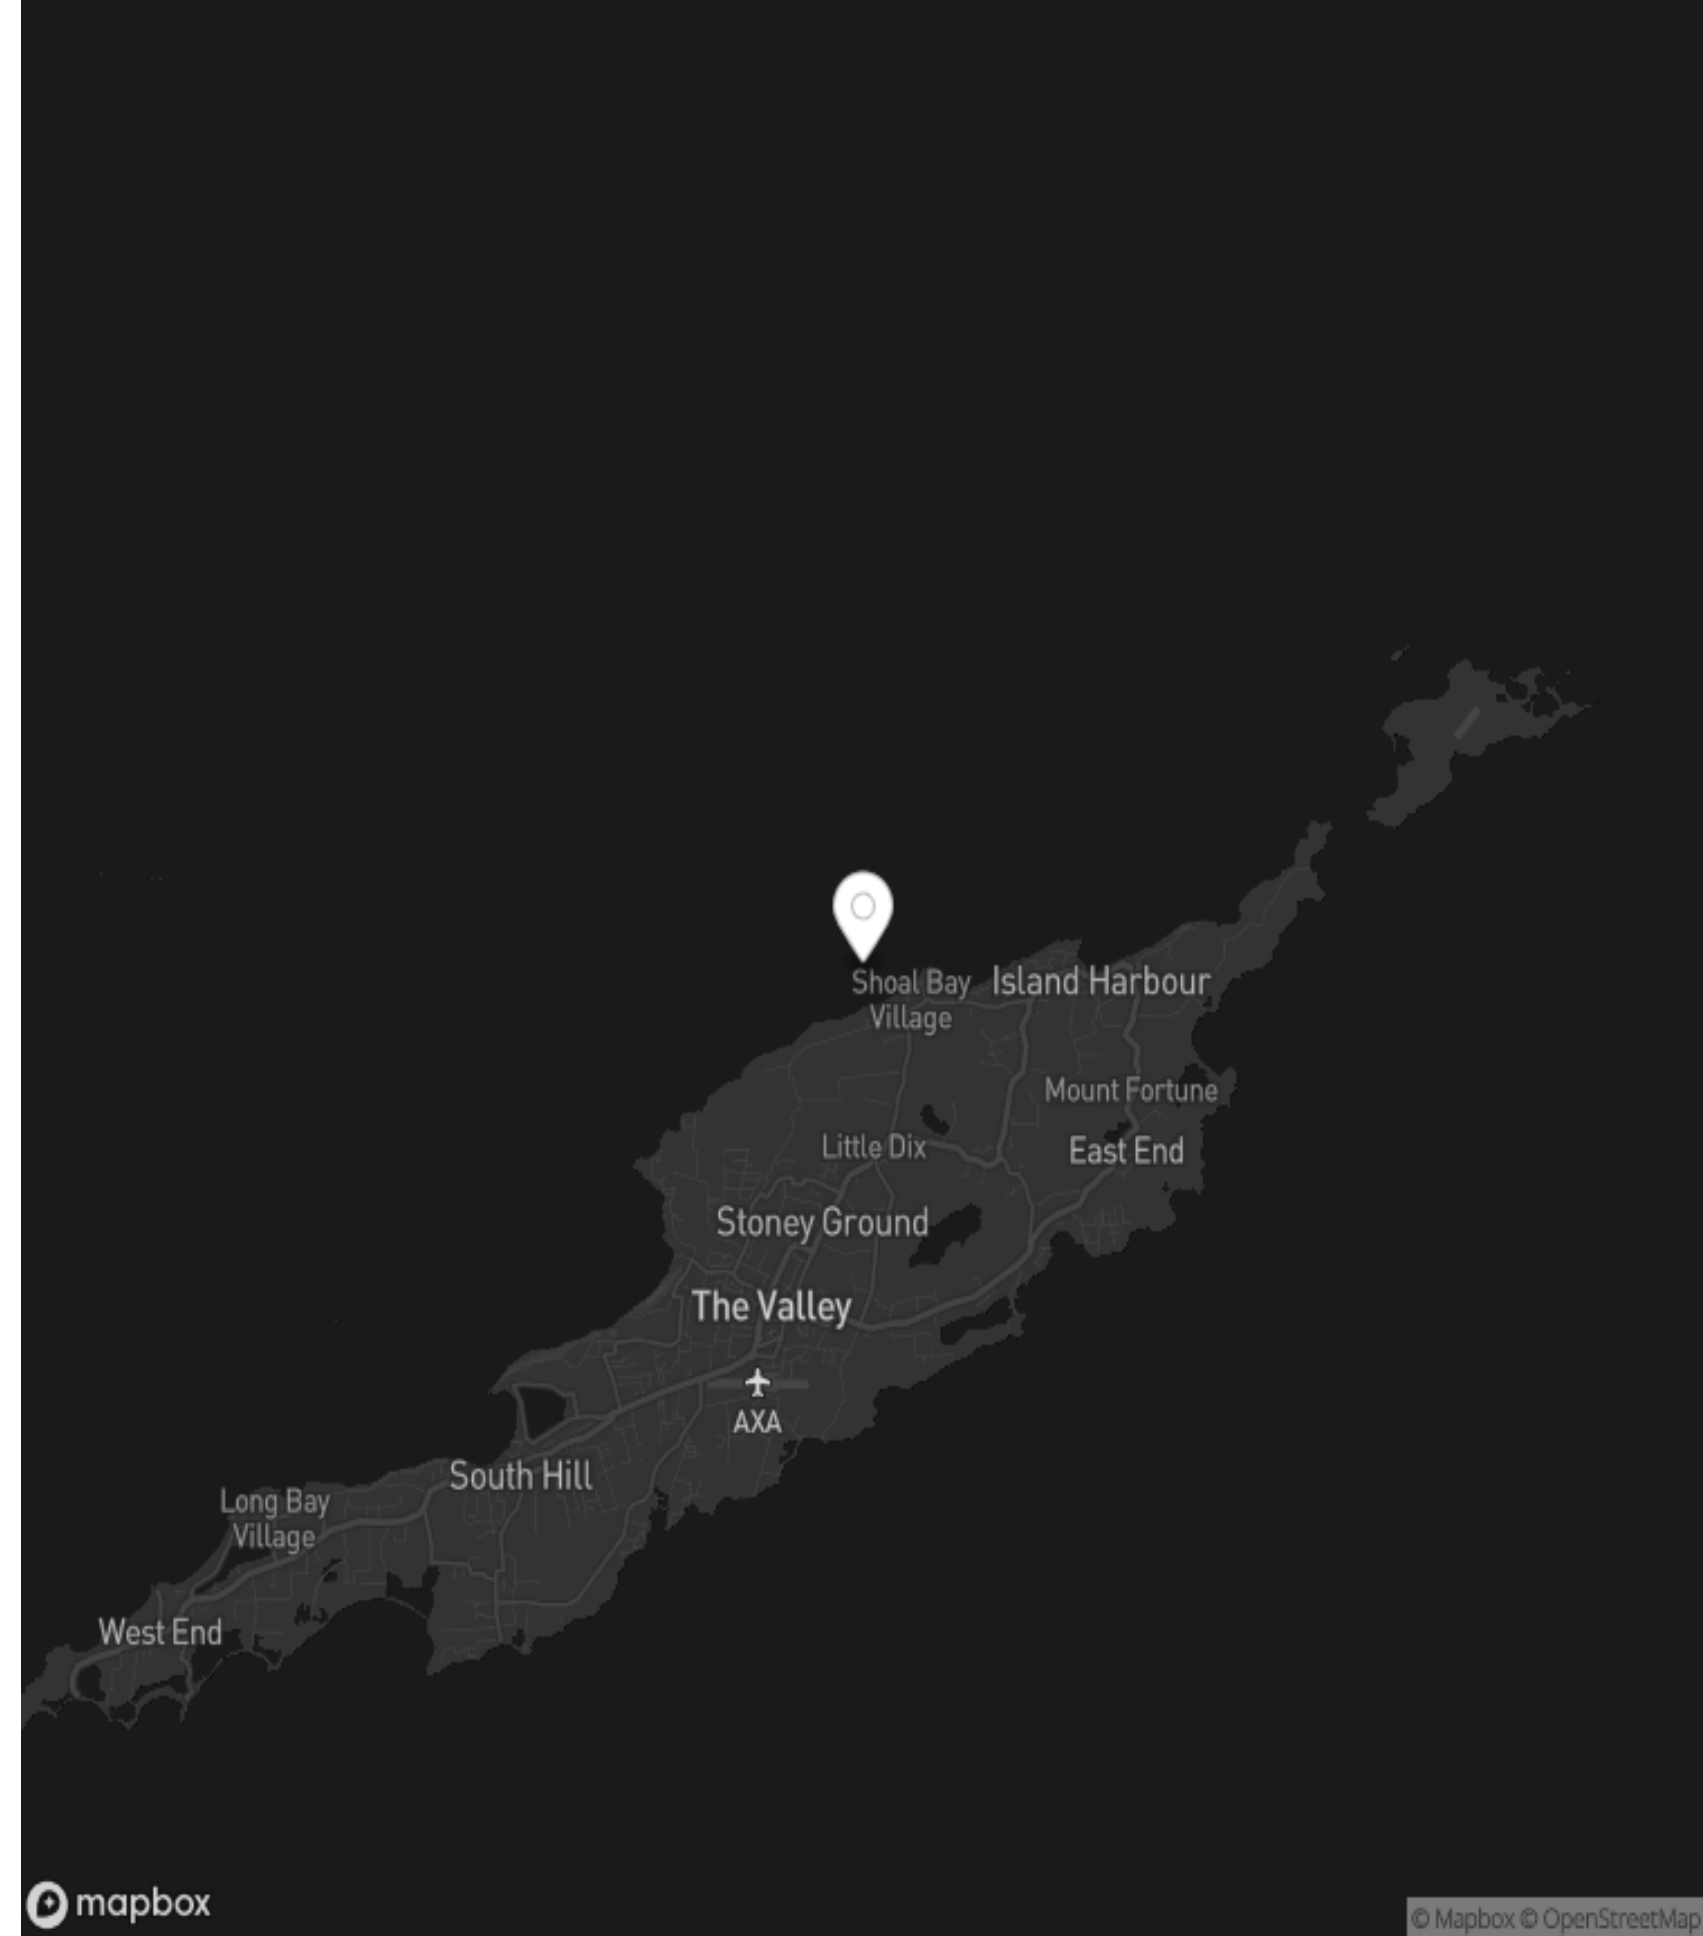 Shoal Bay
Village
Island Harbour
Mount Fortune
Little Dix
East End
Stoney Ground
The Valley
AXA
South Hill
Long Bay
Village
West End
mapbox
© Mapbox © OpenStreetMap